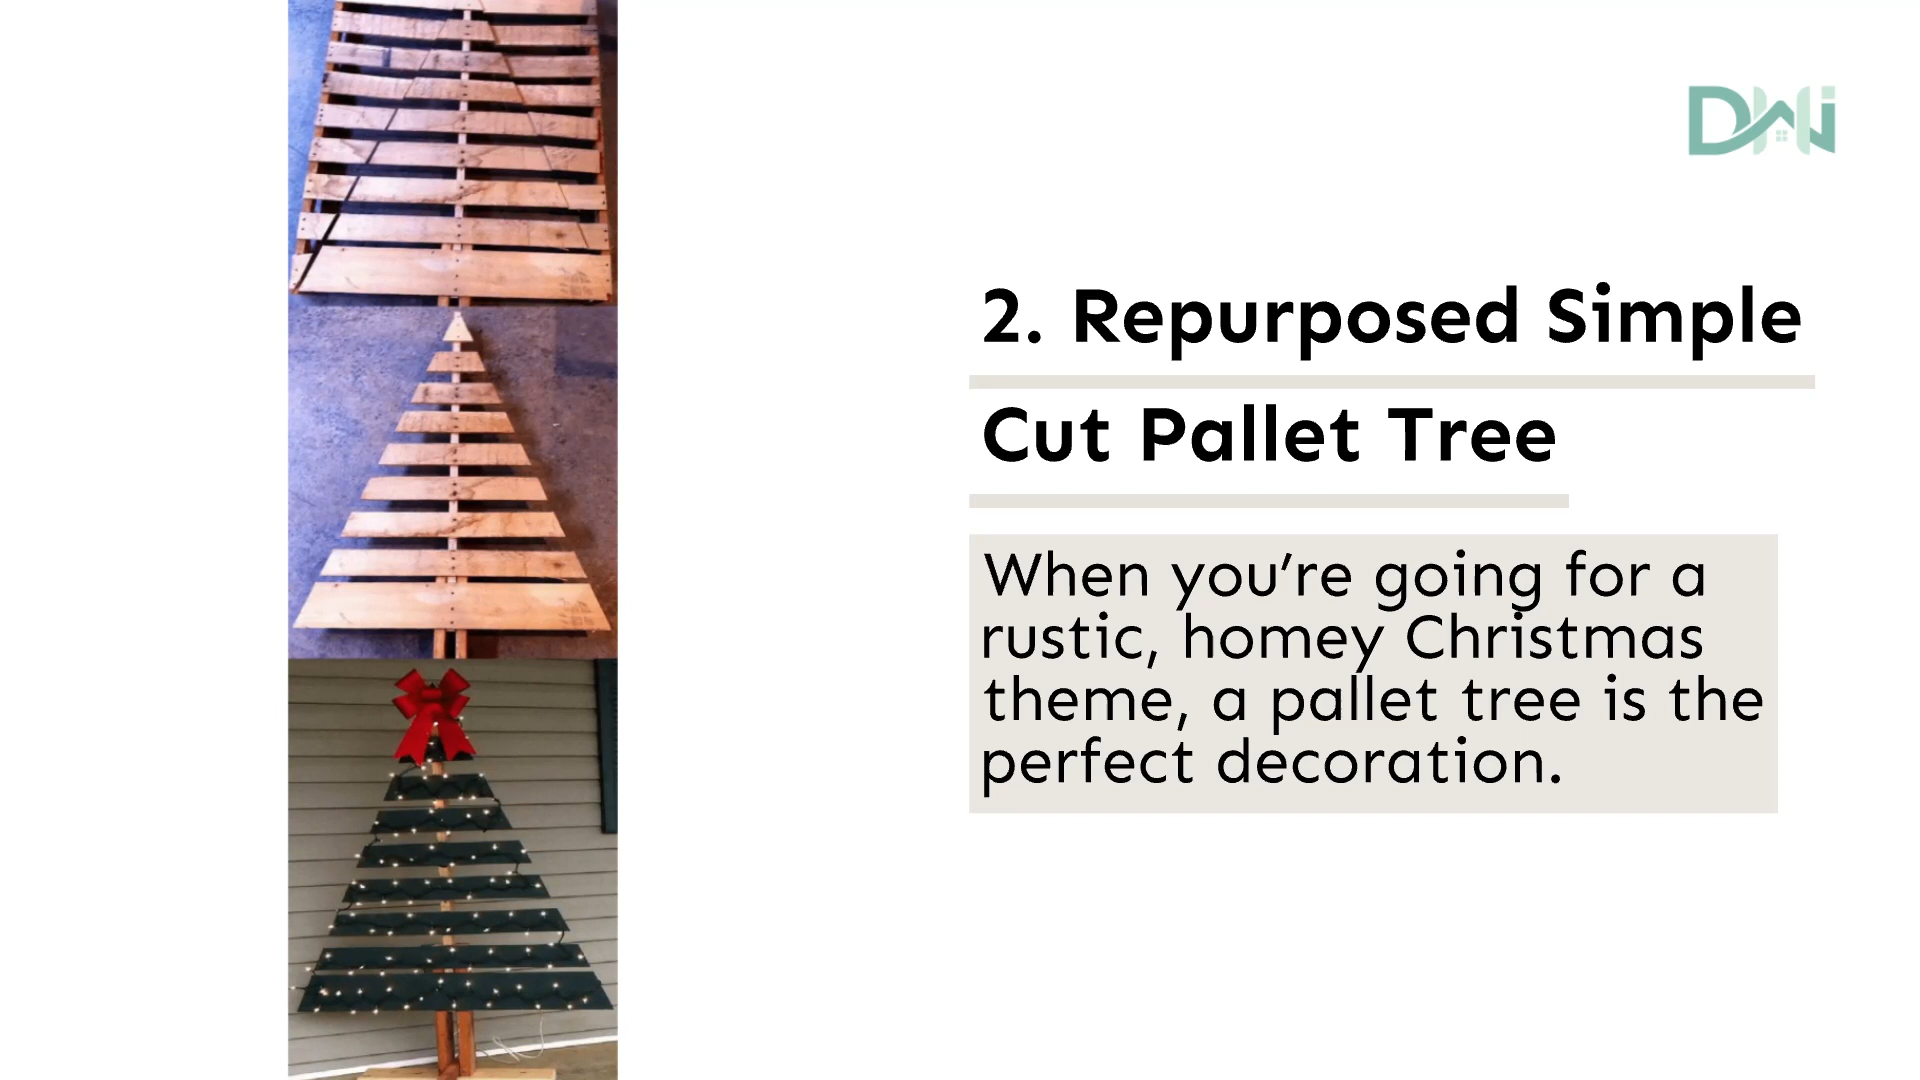 DWi
2. Repurposed Simple
Cut Pallet Tree
When you’re going for a
rustic, homey Christmas
theme, a pallet tree is the
perfect decoration.